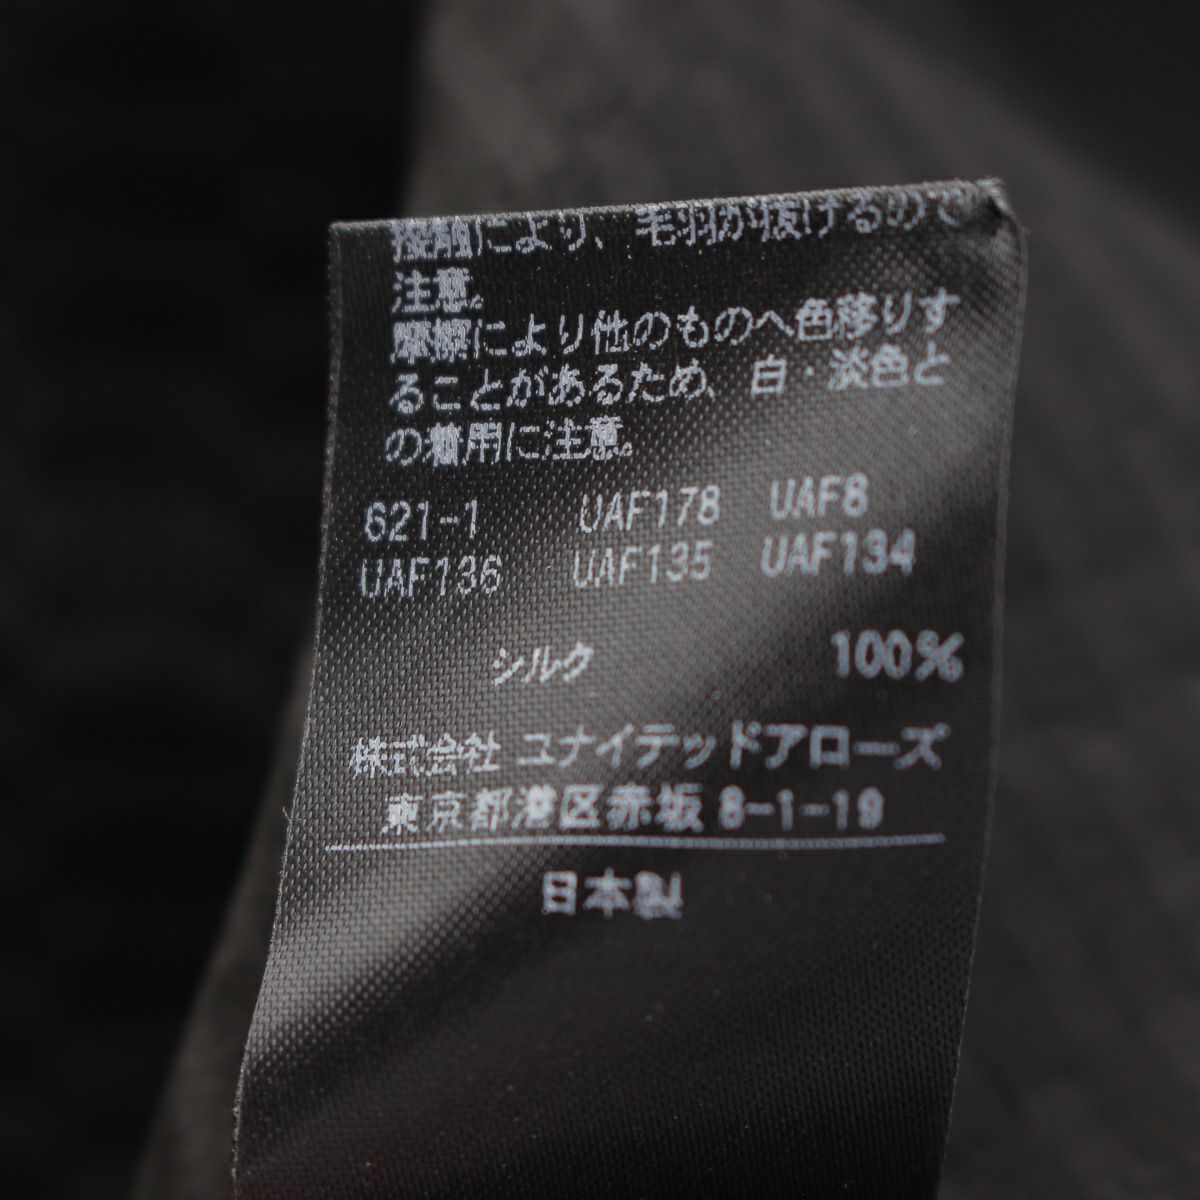 接触により、毛羽が抜けるので
注意。
摩擦により他のものへ色移りす
ることがあるため、白・淡色と
の着用に注意。
621-1 UAF178 UAF8
UAF136 UAF135 UAF134
シルク 100%
株式会社 ユナイテッドアローズ
東京都港区赤坂 8-1-19
日本製